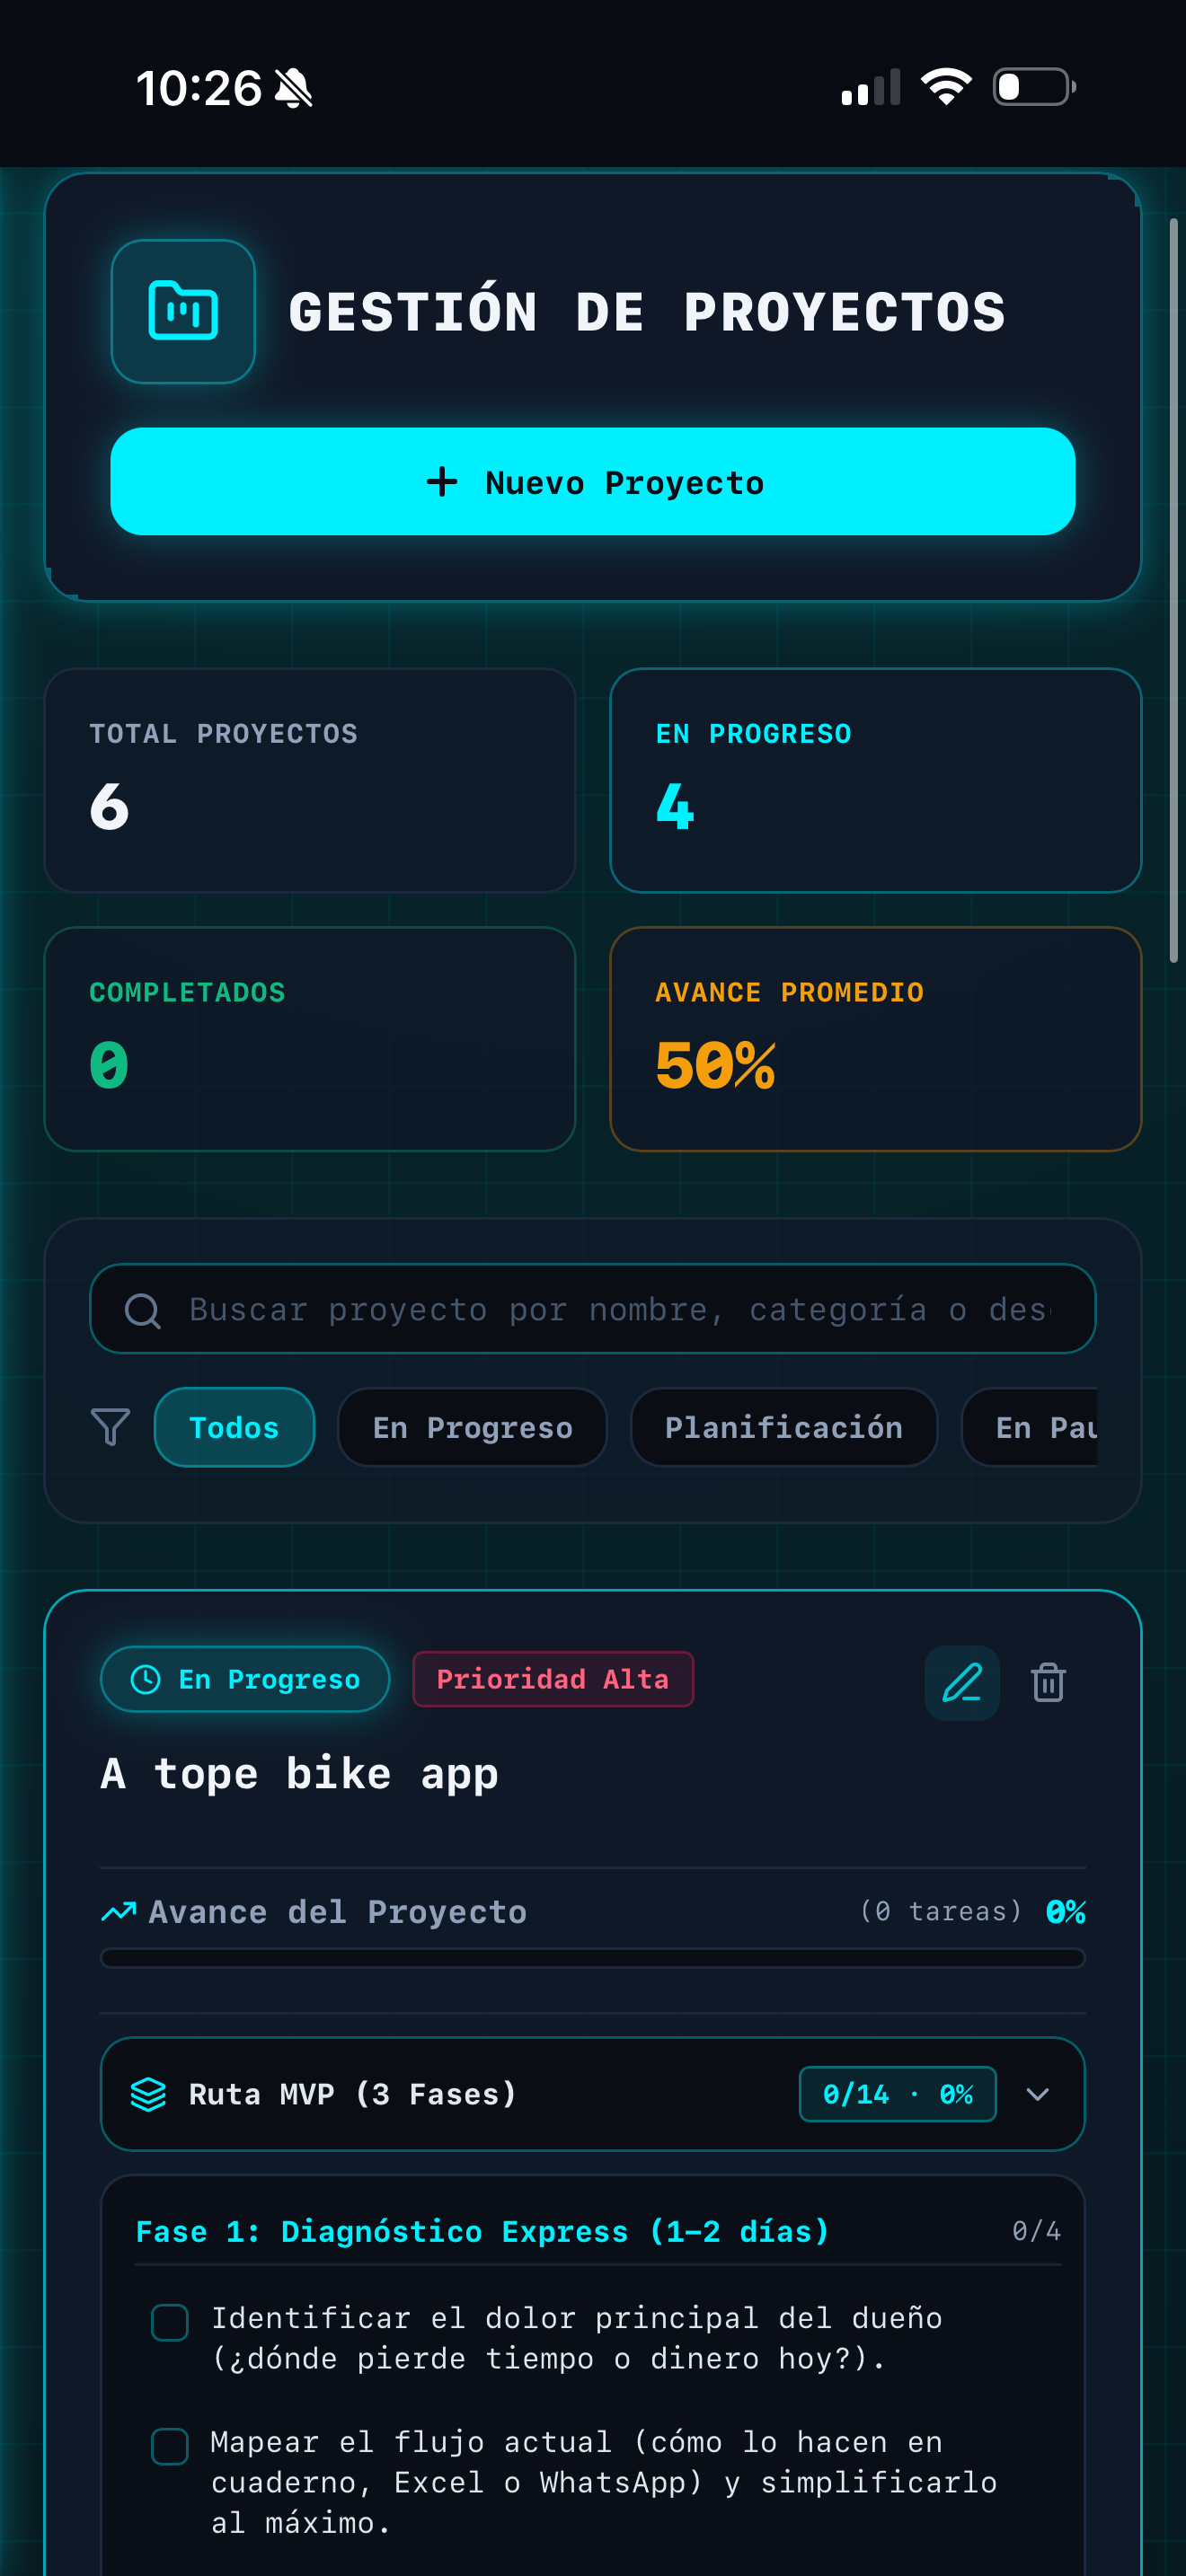 10:26
GESTIÓN DE PROYECTOS
+ Nuevo Proyecto
TOTAL PROYECTOS
6
EN PROGRESO
4
COMPLETADOS
0
AVANCE PROMEDIO
50%
Buscar proyecto por nombre, categoría o des
Todos
En Progreso
Planificación
En Pau
En Progreso
Prioridad Alta
A tope bike app
Avance del Proyecto
(0 tareas) 0%
Ruta MVP (3 Fases)
0/14 · 0%
Fase 1: Diagnóstico Express (1–2 días)
0/4
Identificar el dolor principal del dueño
(¿dónde pierde tiempo o dinero hoy?).
Mapear el flujo actual (cómo lo hacen en
cuaderno, Excel o WhatsApp) y simplificarlo
al máximo.